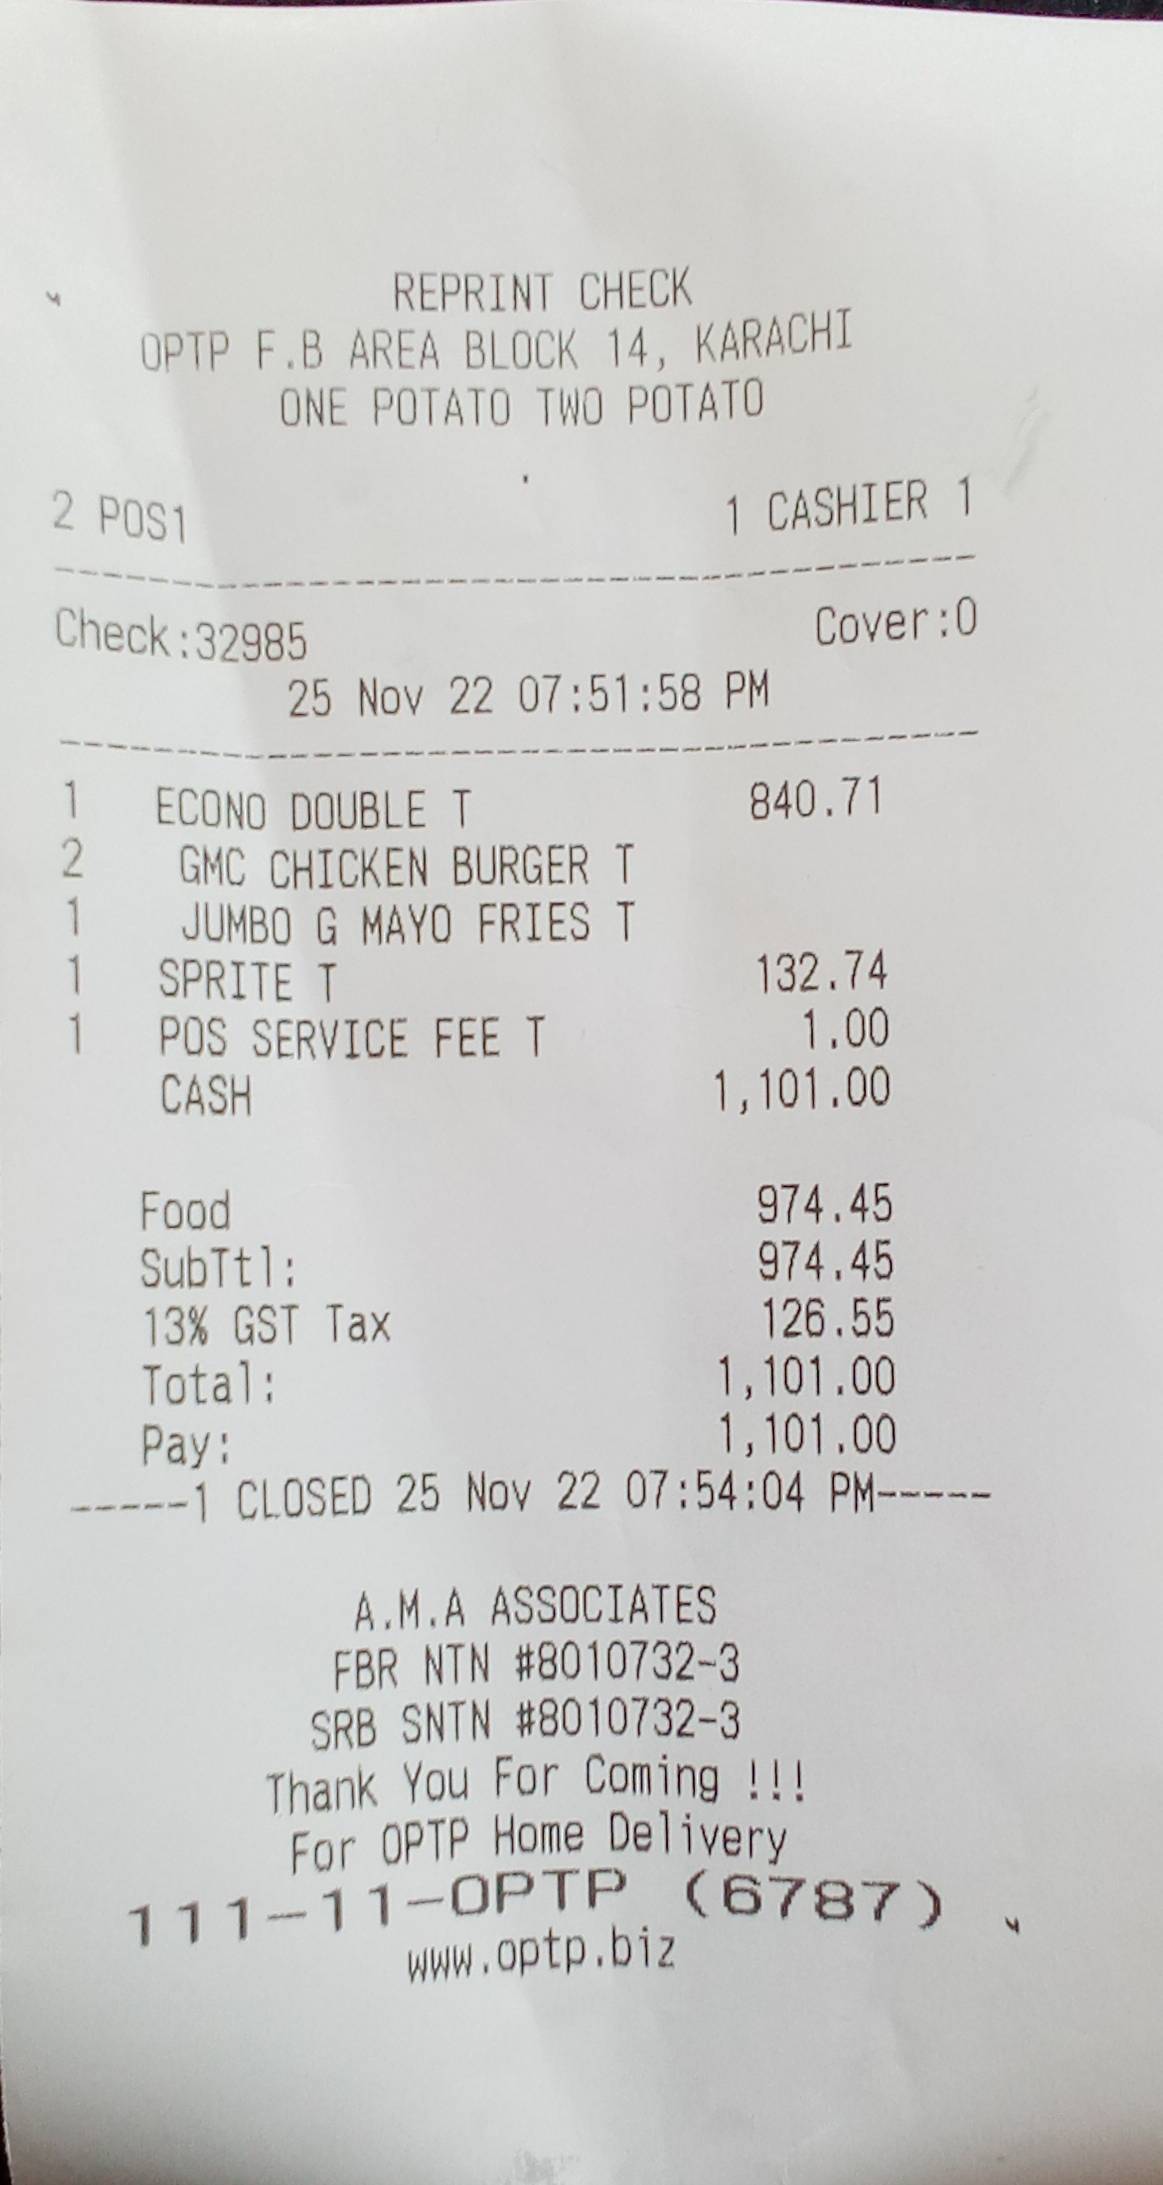 REPRINT CHECK
OPTP F.B AREA BLOCK 14, KARACHI
ONE POTATO TWO POTATO
2 POS1 1 CASHIER 1
Check:32985 Cover:0
25 Nov 22 07:51:58 PM
1 ECONO DOUBLE T 840.71
2 GMC CHICKEN BURGER T
1 JUMBO G MAYO FRIES T
1 SPRITE T 132.74
1 POS SERVICE FEE T 1.00
CASH 1,101.00
Food 974.45
SubTtl: 974.45
13% GST Tax 126.55
Total: 1,101.00
Pay: 1,101.00
-----1 CLOSED 25 Nov 22 07:54:04 PM-----
A.M.A ASSOCIATES
FBR NTN #8010732-3
SRB SNTN #8010732-3
Thank You For Coming !!!
For OPTP Home Delivery
111-11-OPTP (6787)
www.optp.biz